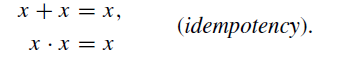 x + x = x,
(idempotency).
x · x = x